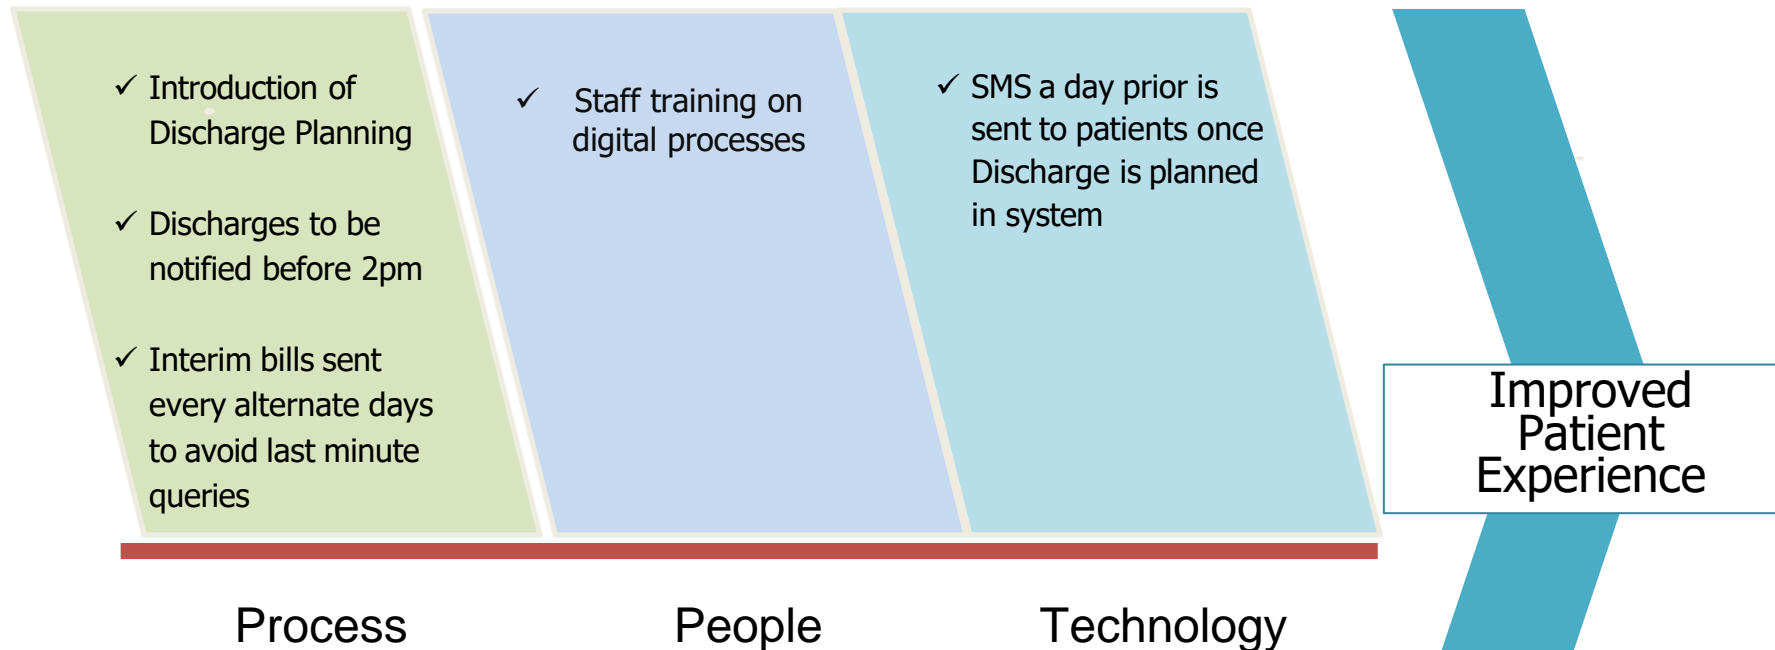 ✓ Introduction of
Discharge Planning
✓ Discharges to be
notified before 2pm
✓ Interim bills sent
every alternate days
to avoid last minute
queries
✓ Staff training on
digital processes
✓ SMS a day prior is
sent to patients once
Discharge is planned
in system
Improved
Patient
Experience
Process
People
Technology